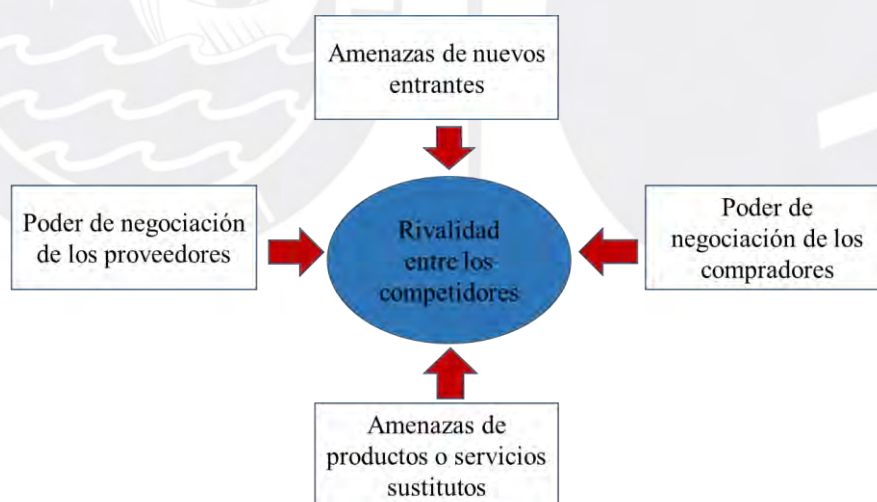 Amenazas de nuevos
entrantes
Poder de negociación
de los proveedores
Rivalidad
entre los
competidores
Poder de
negociación de los
compradores
Amenazas de
productos o servicios
sustitutos